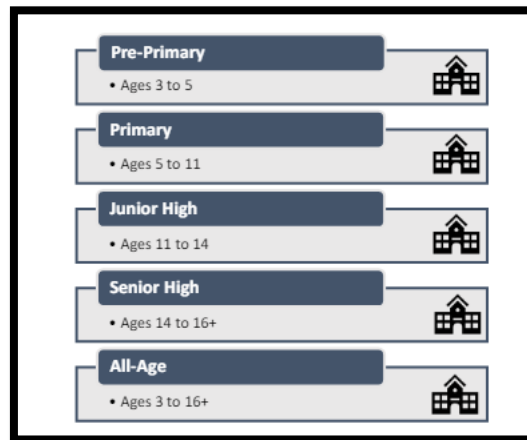 Pre-Primary
• Ages 3 to 5
Primary
• Ages 5 to 11
Junior High
• Ages 11 to 14
Senior High
• Ages 14 to 16+
All-Age
• Ages 3 to 16+